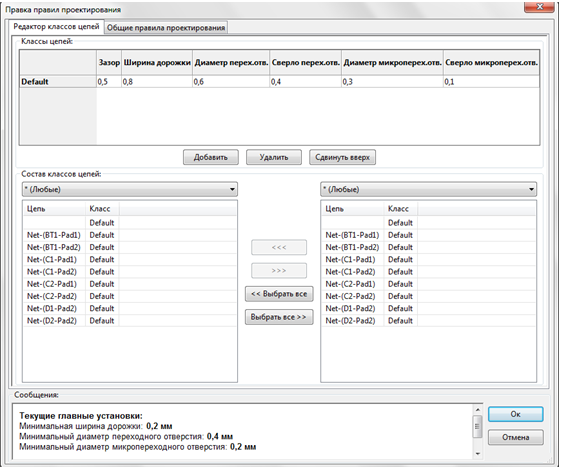 Правка правил проектирования
Редактор классов цепей Общие правила проектирования
Классы цепей:
Зазор Ширина дорожки Диаметр перех.отв. Сверло перех.отв. Диаметр микроперех.отв. Сверло микроперех.отв.
Default 0,5 0,8 0,6 0,4 0,3 0,1
Добавить Удалить Сдвинуть вверх
Состав классов цепей:
* (Любые) * (Любые)
Цепь Класс Цепь Класс
Default Default
Net-(BT1-Pad1) Default Net-(BT1-Pad1) Default
Net-(BT1-Pad2) Default Net-(BT1-Pad2) Default
<<<
Net-(C1-Pad1) Default Net-(C1-Pad1) Default
Net-(C1-Pad2) Default Net-(C1-Pad2) Default
>>>
Net-(C2-Pad1) Default Net-(C2-Pad1) Default
Net-(C2-Pad2) Default Net-(C2-Pad2) Default
<< Выбрать все
Net-(D1-Pad2) Default Net-(D1-Pad2) Default
Net-(D2-Pad2) Default Net-(D2-Pad2) Default
Выбрать все >>
Сообщения:
Текущие главные установки:
Минимальная ширина дорожки: 0,2 мм
Минимальный диаметр переходного отверстия: 0,4 мм
Минимальный диаметр микропереходного отверстия: 0,2 мм
Ок
Отмена